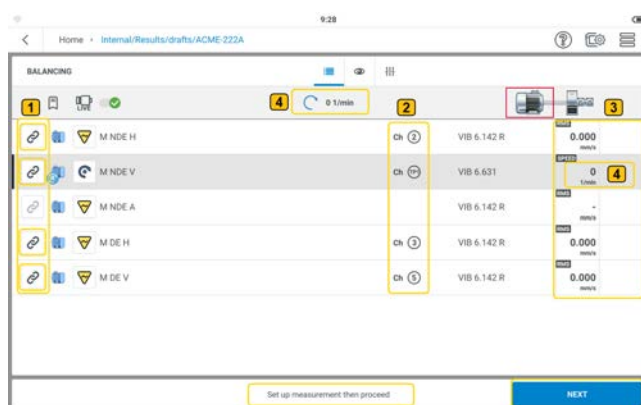 9:28
Home • Internal/Results/drafts/ACME-222A
BALANCING
1
LIVE
4
0 1/min
2
3
M NDE H
Ch 2
VIB 6.142 R
RMS
0.000
mm/s
M NDE V
Ch
VIB 6.631
SPEED
0
1/min
4
M NDE A
VIB 6.142 R
RMS
-
mm/s
M DE H
Ch 3
VIB 6.142 R
RMS
0.000
mm/s
M DE V
Ch 5
VIB 6.142 R
RMS
0.000
mm/s
Set up measurement then proceed
NEXT